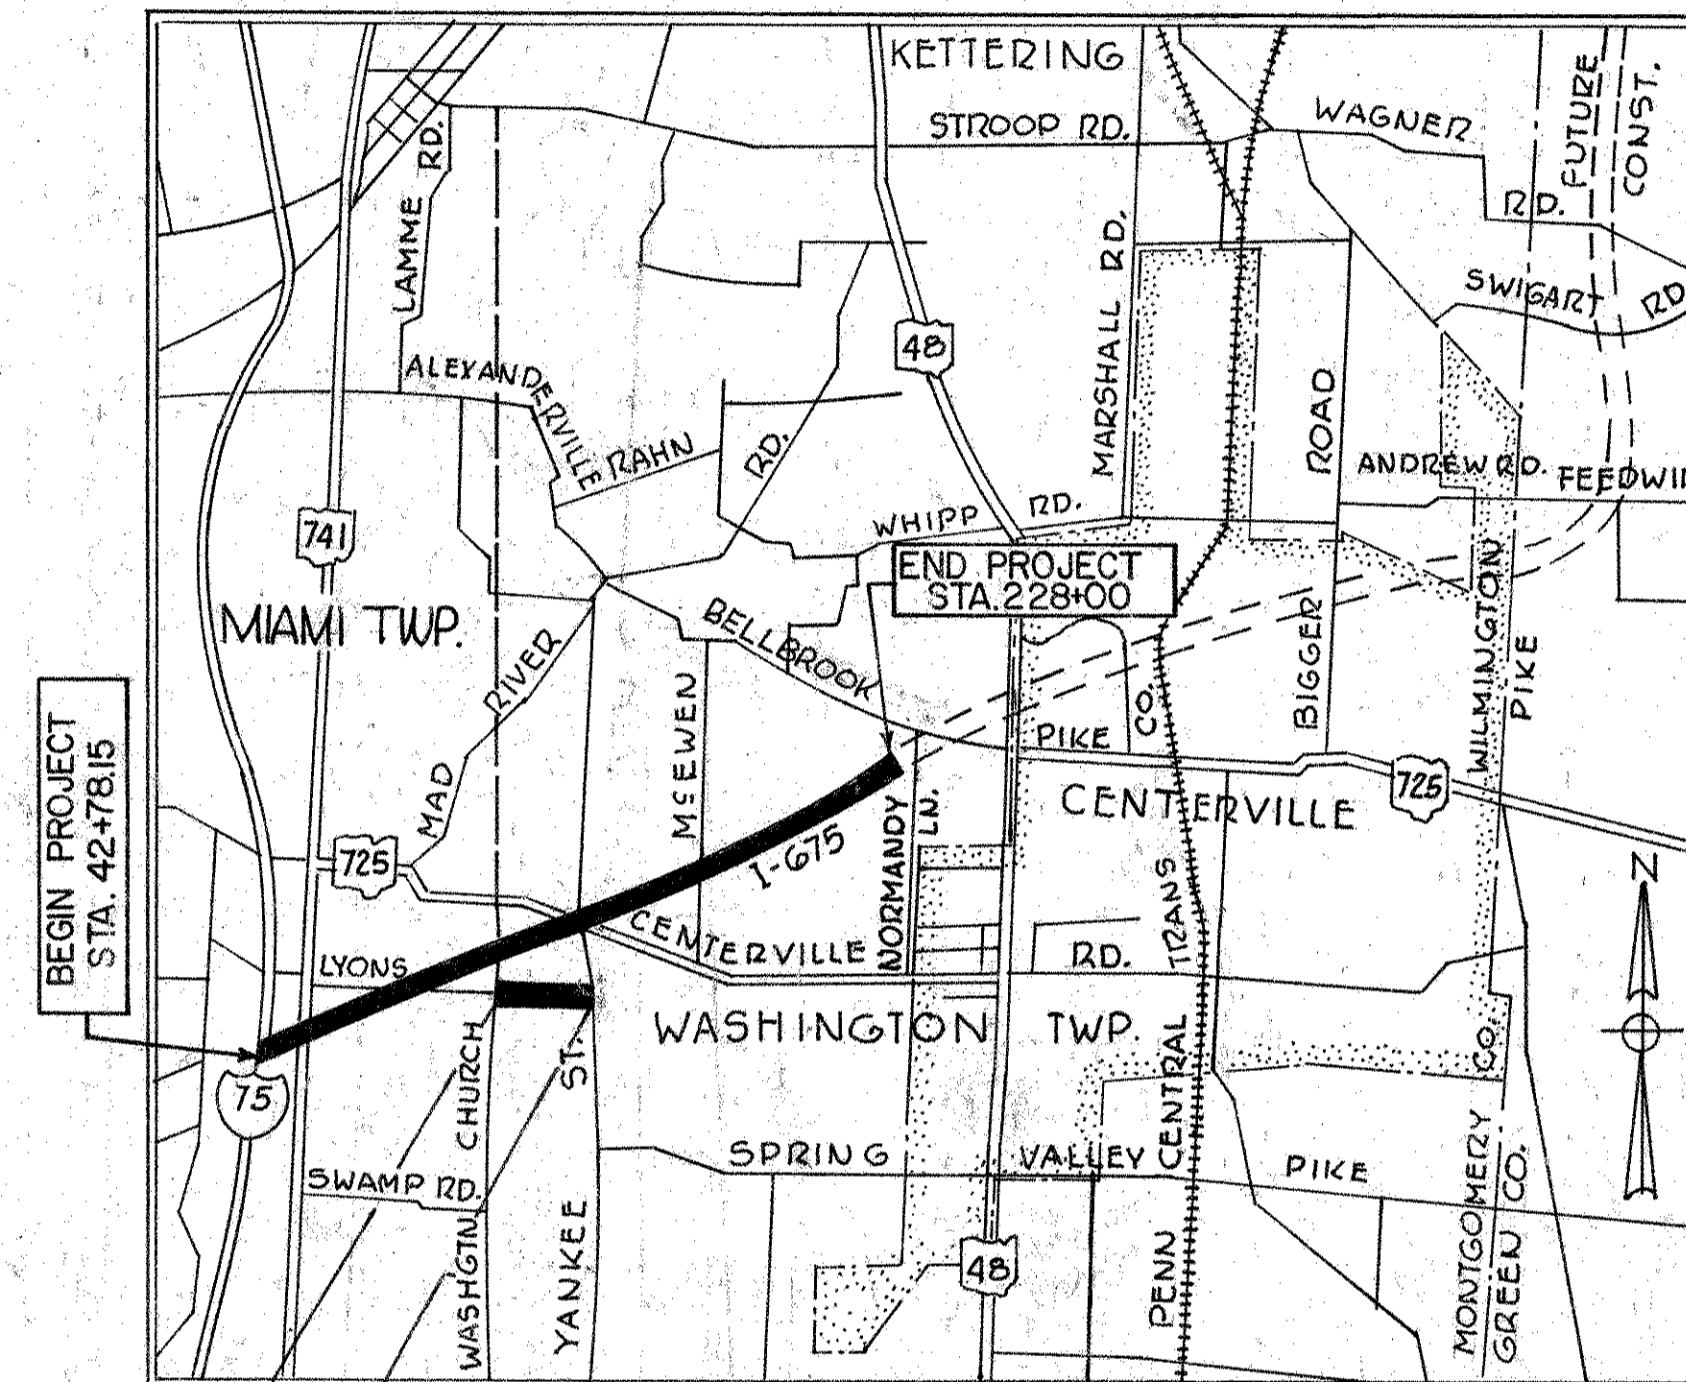 KETTERING
STROOP RD.
WAGNER
RD.
FUTURE
CONST.
LAMME RD.
SWIGART RD
MARSHALL RD.
48
ALEXANDERVILLE
RAHN
RD.
ROAD
ANDREW RD.
FEEDWI
WHIPP RD.
741
END PROJECT
STA. 228+00
MIAMI TWP.
BELLBROOK
PIKE
MAD RIVER
McEWEN
BIGGER
WILMINGTON
PIKE
BEGIN PROJECT
STA. 42+78.15
CENTERVILLE
725
725
I-675
NORMANDY
LN.
N
LYONS
CENTERVILLE
RD.
WASHINGTON TWP.
PENN CENTRAL TRANS CO.
75
WASHGTN CHURCH
YANKEE ST.
SPRING VALLEY PIKE
SWAMP RD.
48
MONTGOMERY CO.
GREEN CO.